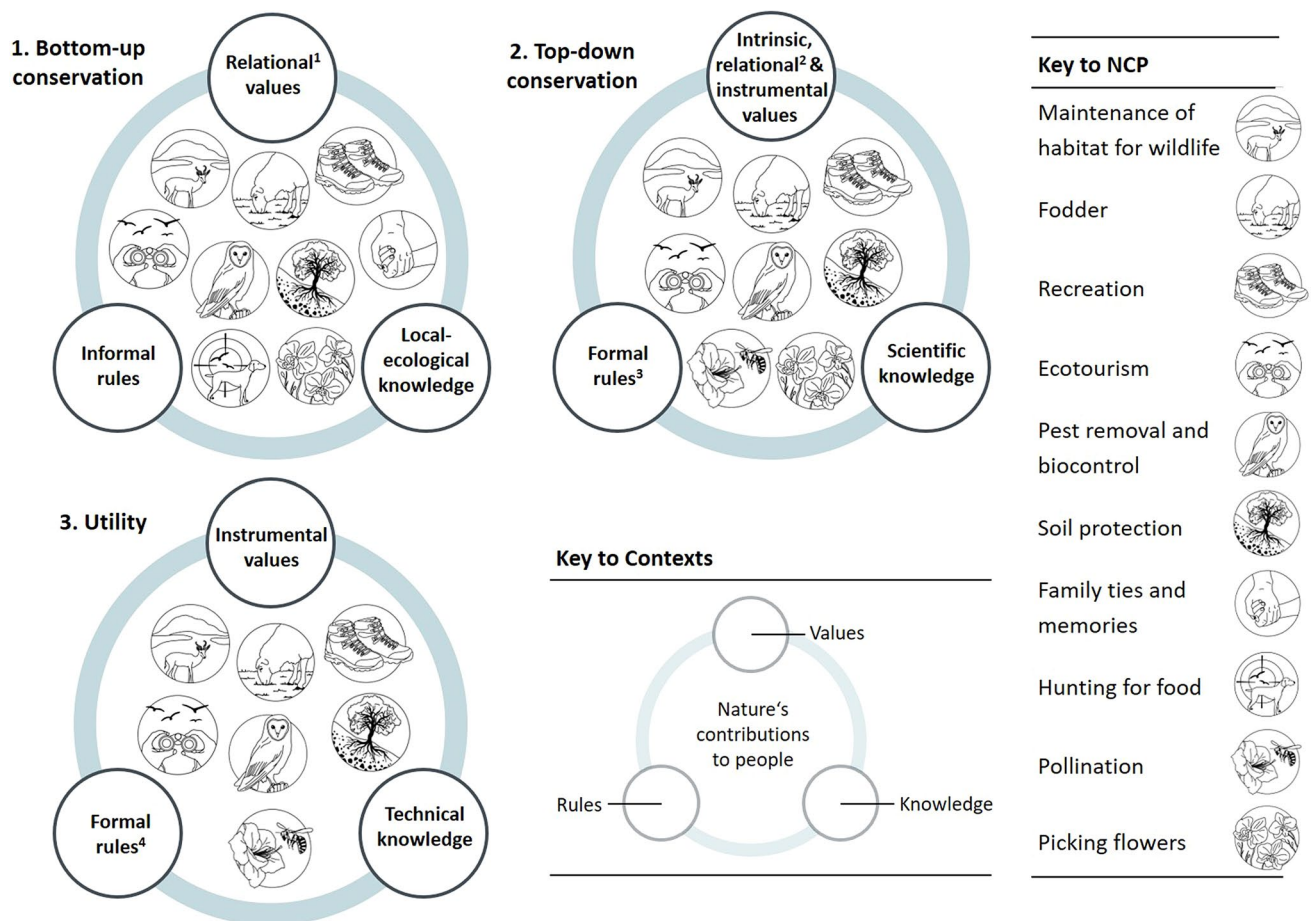 1. Bottom-up
conservation
Relational¹
values
Informal
rules
Local-
ecological
knowledge
2. Top-down
conservation
Intrinsic,
relational² &
instrumental
values
Formal
rules³
Scientific
knowledge
3. Utility
Instrumental
values
Formal
rules⁴
Technical
knowledge
Key to Contexts
Values
Nature‘s
contributions
to people
Rules
Knowledge
Key to NCP
Maintenance of
habitat for wildlife
Fodder
Recreation
Ecotourism
Pest removal and
biocontrol
Soil protection
Family ties and
memories
Hunting for food
Pollination
Picking flowers